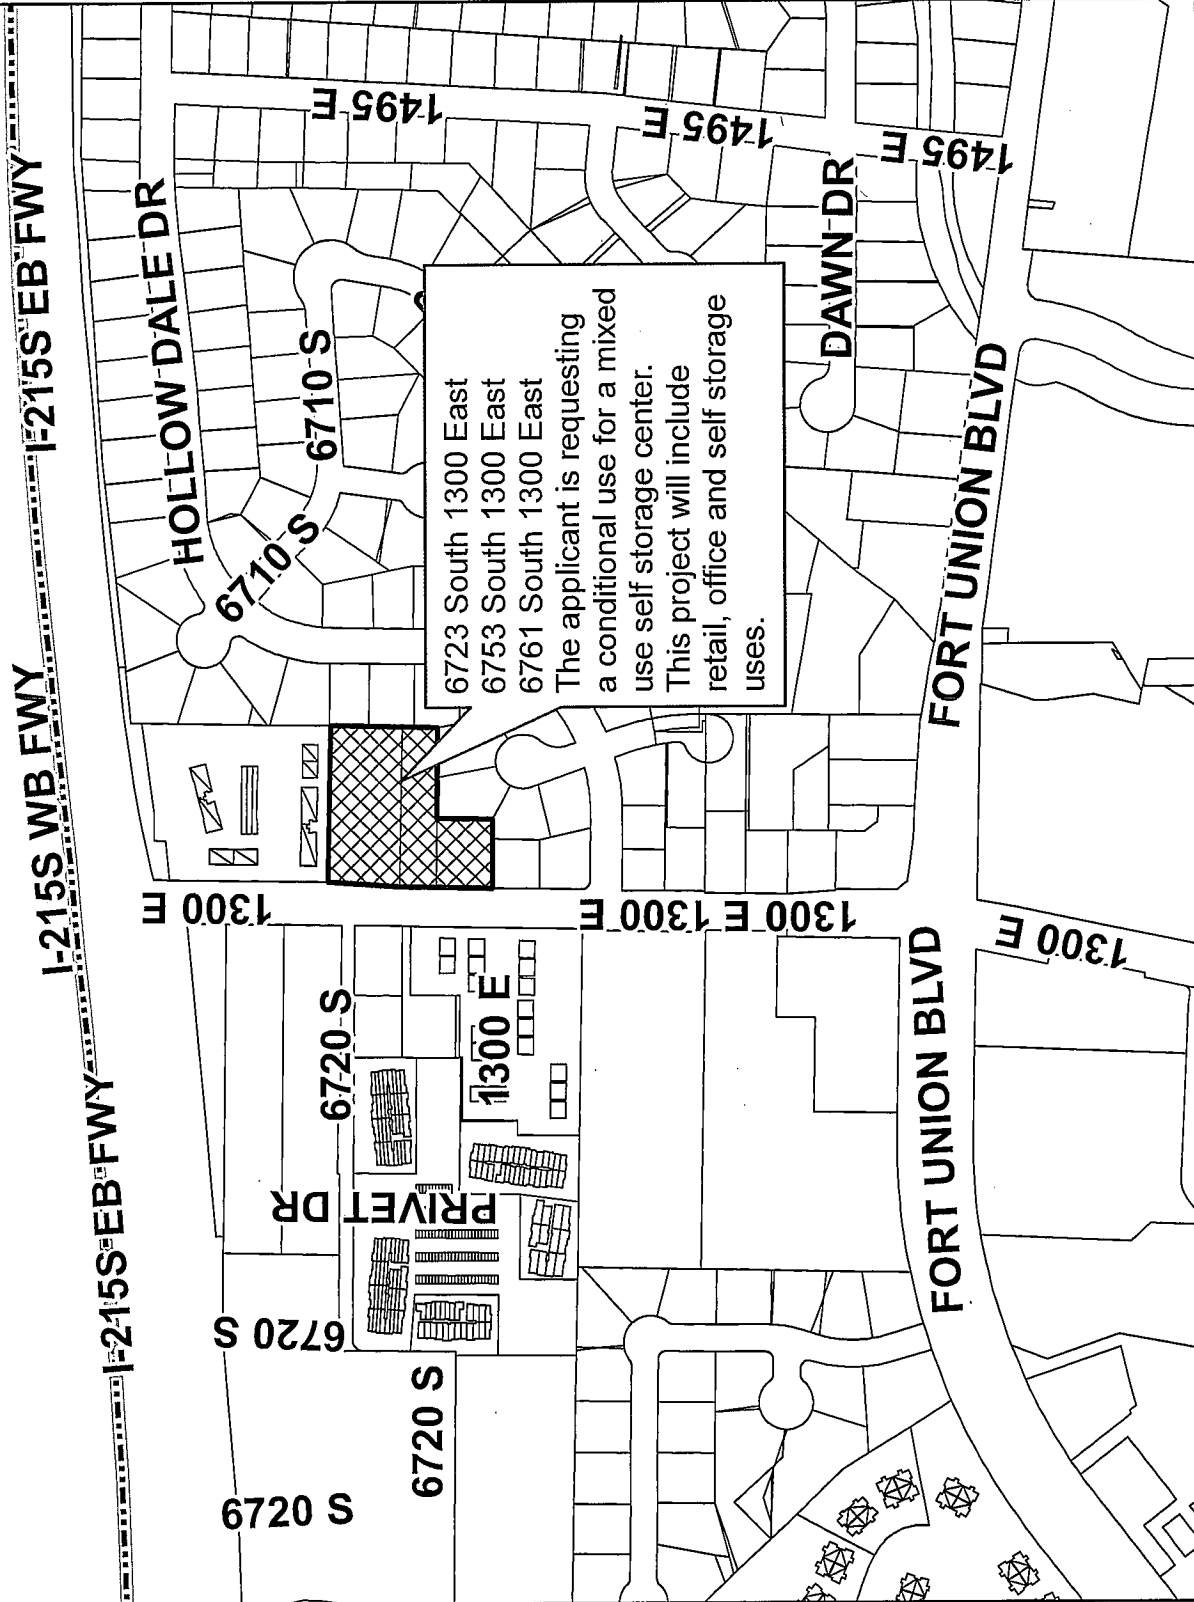 I-215S EB FWY
I-215S WB FWY
I-215S EB FWY
HOLLOW DALE DR
6710 S
6710 S
1495 E
1495 E
1495 E
DAWN DR
6723 South 1300 East
6753 South 1300 East
6761 South 1300 East
The applicant is requesting
a conditional use for a mixed
use self storage center.
This project will include
retail, office and self storage
uses.
1300 E
1300 E
1300 E
1300 E
1300 E
1300 E
6720 S
6720 S
6720 S
6720 S
PRIVET DR
FORT UNION BLVD
FORT UNION BLVD